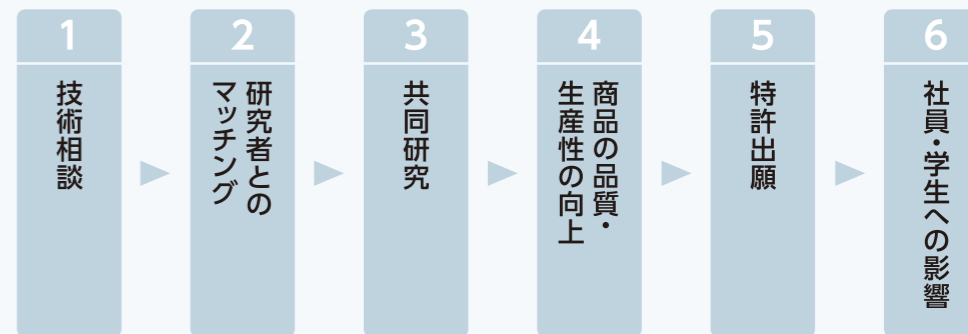 1
技術相談
2
研究者との
マッチング
3
共同研究
4
商品の品質・
生産性の向上
5
特許出願
6
社員・学生への影響